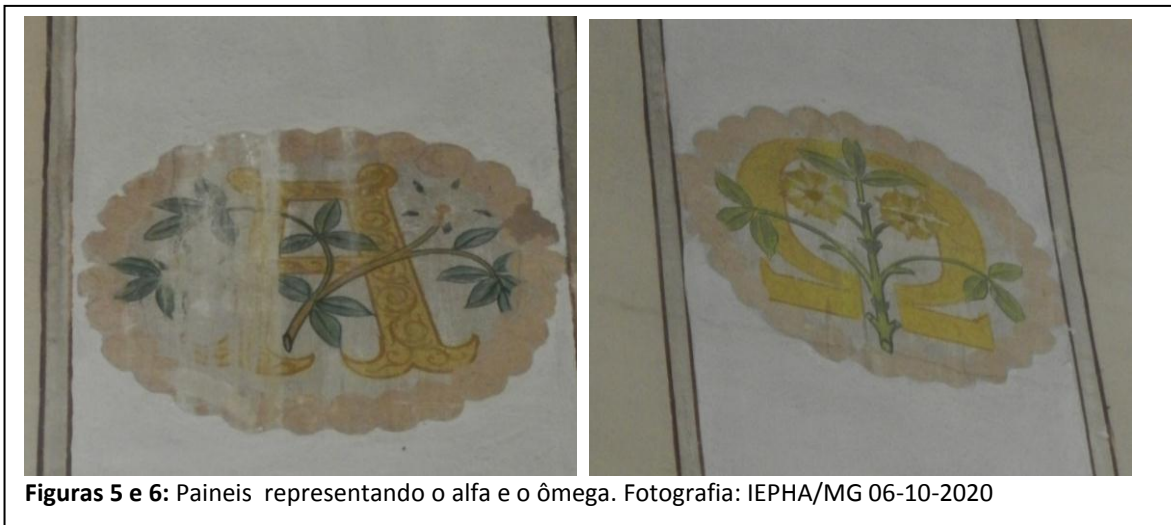 A
Ω
Figuras 5 e 6: Paineis representando o alfa e o ômega. Fotografia: IEPHA/MG 06-10-2020